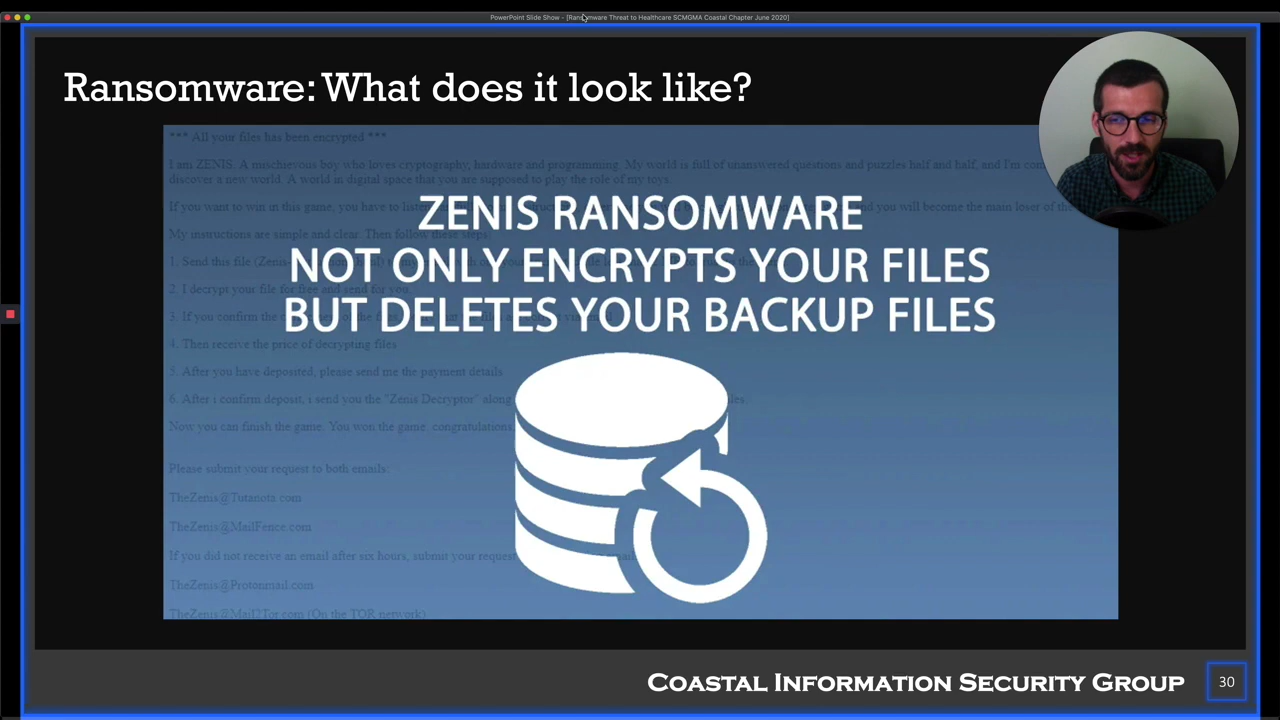 PowerPoint Slide Show - [Ransomware Threat to Healthcare SCMGMA Coastal Chapter June 2020]
Ransomware: What does it look like?
*** All your files has been encrypted ***
I am ZENIS. A mischievous boy who loves cryptography, hardware and programming. My world is full of unanswered questions and puzzles half and half, and I'm
discover a new world. A world in digital space that you are supposed to play the role of my toys.
If you want to win in this game, you have to and you will become the main loser of the
ZENIS RANSOMWARE
My instructions are simple and clear. Then follow these steps:
NOT ONLY ENCRYPTS YOUR FILES
1. Send this file
2. I decrypt your file for free and send for you.
BUT DELETES YOUR BACKUP FILES
3. If you confirm the
4. Then receive the price of decrypting files
5. After you have deposited, please send me the payment details
6. After i confirm deposit, i send you the "Zenis Decryptor" along
Now you can finish the game. You won the game, congratulations.
Please submit your request to both emails:
TheZenis@Tutanota.com
TheZenis@MailFence.com
If you did not receive an email after six hours, submit your request
TheZenis@Protonmail.com
TheZenis@Mail2Tor.com (On the TOR network)
COASTAL INFORMATION SECURITY GROUP
30